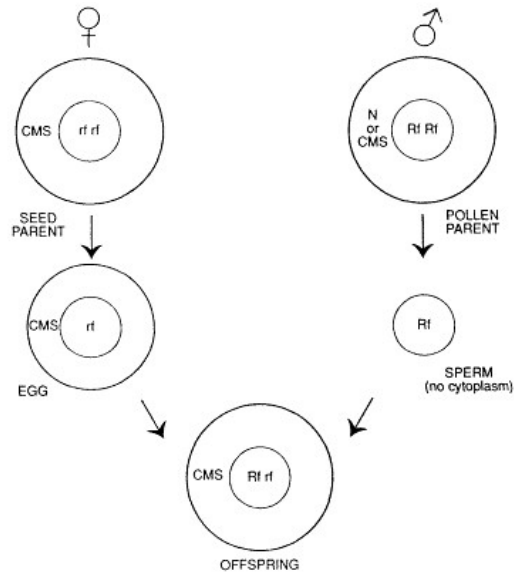 CMS
rf rf
N
or
CMS
Rf Rf
SEED
PARENT
POLLEN
PARENT
CMS
rf
Rf
EGG
SPERM
(no cytoplasm)
CMS
Rf rf
OFFSPRING